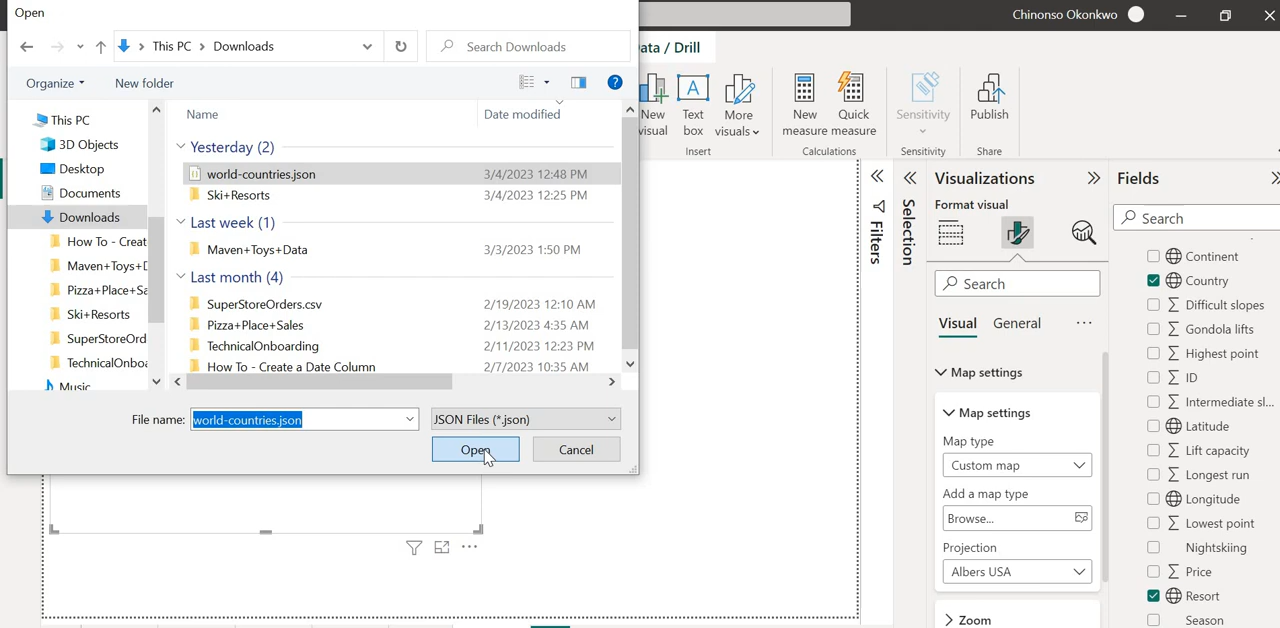 Open
Chinonso Okonkwo
This PC > Downloads
Search Downloads
ata / Drill
Organize
New folder
Name
Date modified
This PC
3D Objects
Desktop
Documents
Downloads
How To - Creat
Maven+Toys+D
Pizza+Place+Sa
Ski+Resorts
SuperStoreOrd
TechnicalOnboa
Music
Yesterday (2)
world-countries.json 3/4/2023 12:48 PM
Ski+Resorts 3/4/2023 12:25 PM
Last week (1)
Maven+Toys+Data 3/3/2023 1:50 PM
Last month (4)
SuperStoreOrders.csv 2/19/2023 12:10 AM
Pizza+Place+Sales 2/13/2023 4:35 AM
TechnicalOnboarding 2/11/2023 12:23 PM
How To - Create a Date Column 2/7/2023 10:35 AM
File name: world-countries.json
JSON Files (*.json)
Open
Cancel
New
visual
Text
box
More
visuals
Insert
New
measure
Quick
measure
Calculations
Sensitivity
Sensitivity
Publish
Share
Filters
Selection
Visualizations
Format visual
Search
Visual
General
...
Map settings
Map settings
Map type
Custom map
Add a map type
Browse...
Projection
Albers USA
Zoom
Fields
Search
Continent
Country
Difficult slopes
Gondola lifts
Highest point
ID
Intermediate sl...
Latitude
Lift capacity
Longest run
Longitude
Lowest point
Nightskiing
Price
Resort
Season